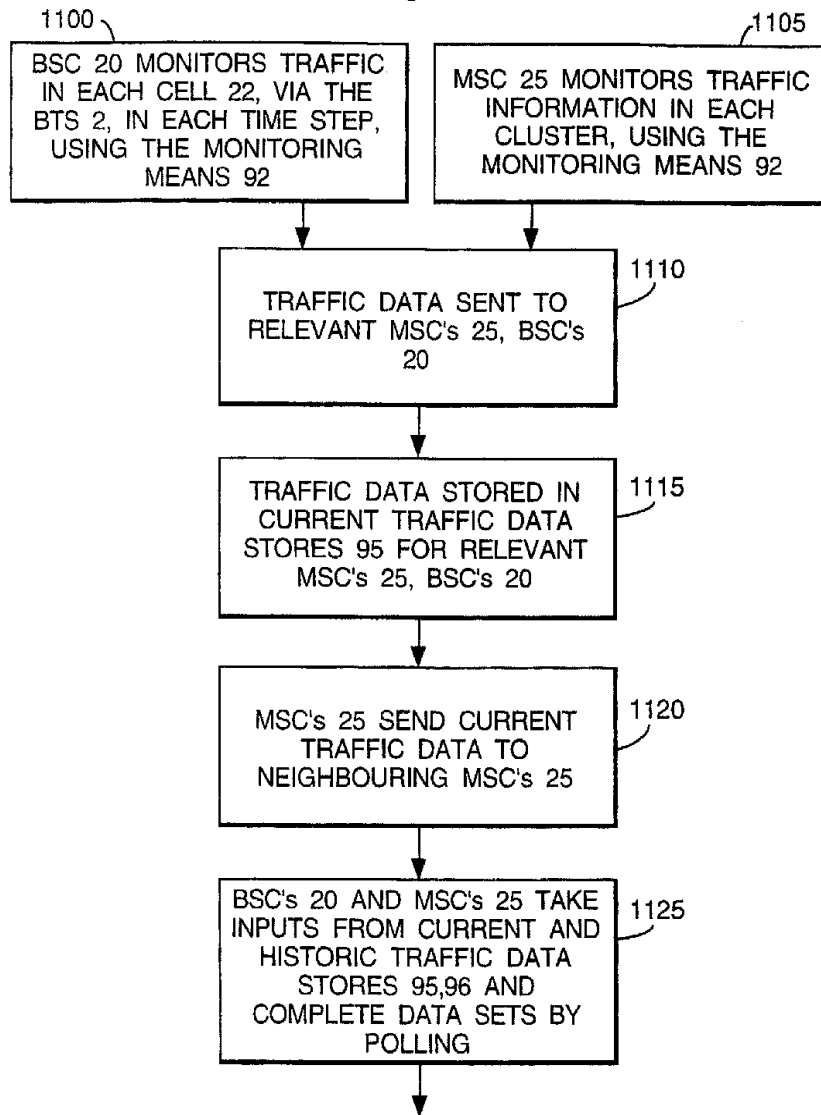 1100
BSC 20 MONITORS TRAFFIC
IN EACH CELL 22, VIA THE
BTS 2, IN EACH TIME STEP,
USING THE MONITORING
MEANS 92
1105
MSC 25 MONITORS TRAFFIC
INFORMATION IN EACH
CLUSTER, USING THE
MONITORING MEANS 92
1110
TRAFFIC DATA SENT TO
RELEVANT MSC's 25, BSC's
20
1115
TRAFFIC DATA STORED IN
CURRENT TRAFFIC DATA
STORES 95 FOR RELEVANT
MSC's 25, BSC's 20
1120
MSC's 25 SEND CURRENT
TRAFFIC DATA TO
NEIGHBOURING MSC's 25
1125
BSC's 20 AND MSC's 25 TAKE
INPUTS FROM CURRENT AND
HISTORIC TRAFFIC DATA
STORES 95,96 AND
COMPLETE DATA SETS BY
POLLING